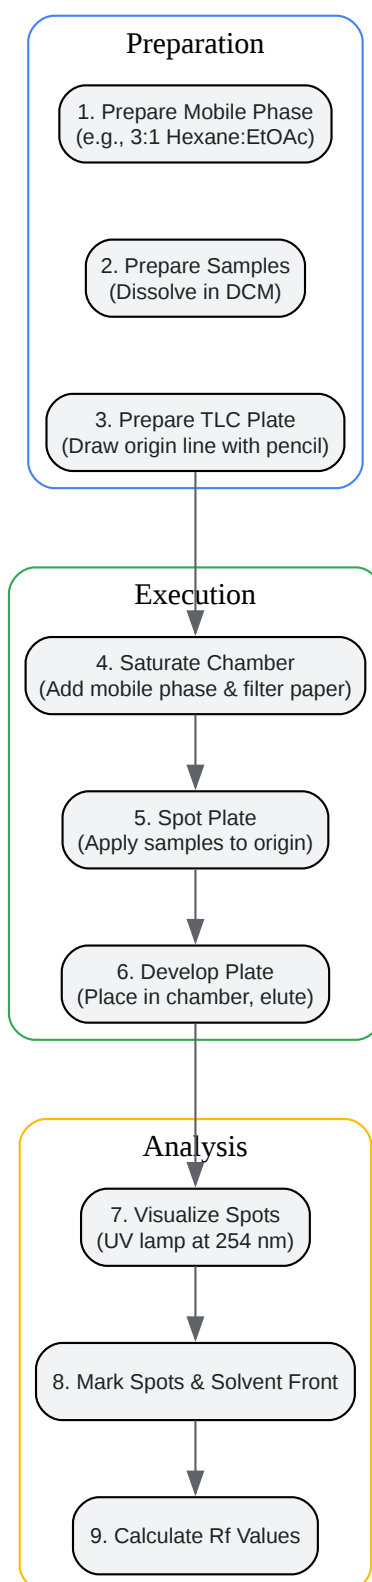 Preparation
1. Prepare Mobile Phase
(e.g., 3:1 Hexane:EtOAc)
2. Prepare Samples
(Dissolve in DCM)
3. Prepare TLC Plate
(Draw origin line with pencil)
Execution
4. Saturate Chamber
(Add mobile phase & filter paper)
5. Spot Plate
(Apply samples to origin)
6. Develop Plate
(Place in chamber, elute)
Analysis
7. Visualize Spots
(UV lamp at 254 nm)
8. Mark Spots & Solvent Front
9. Calculate Rf Values